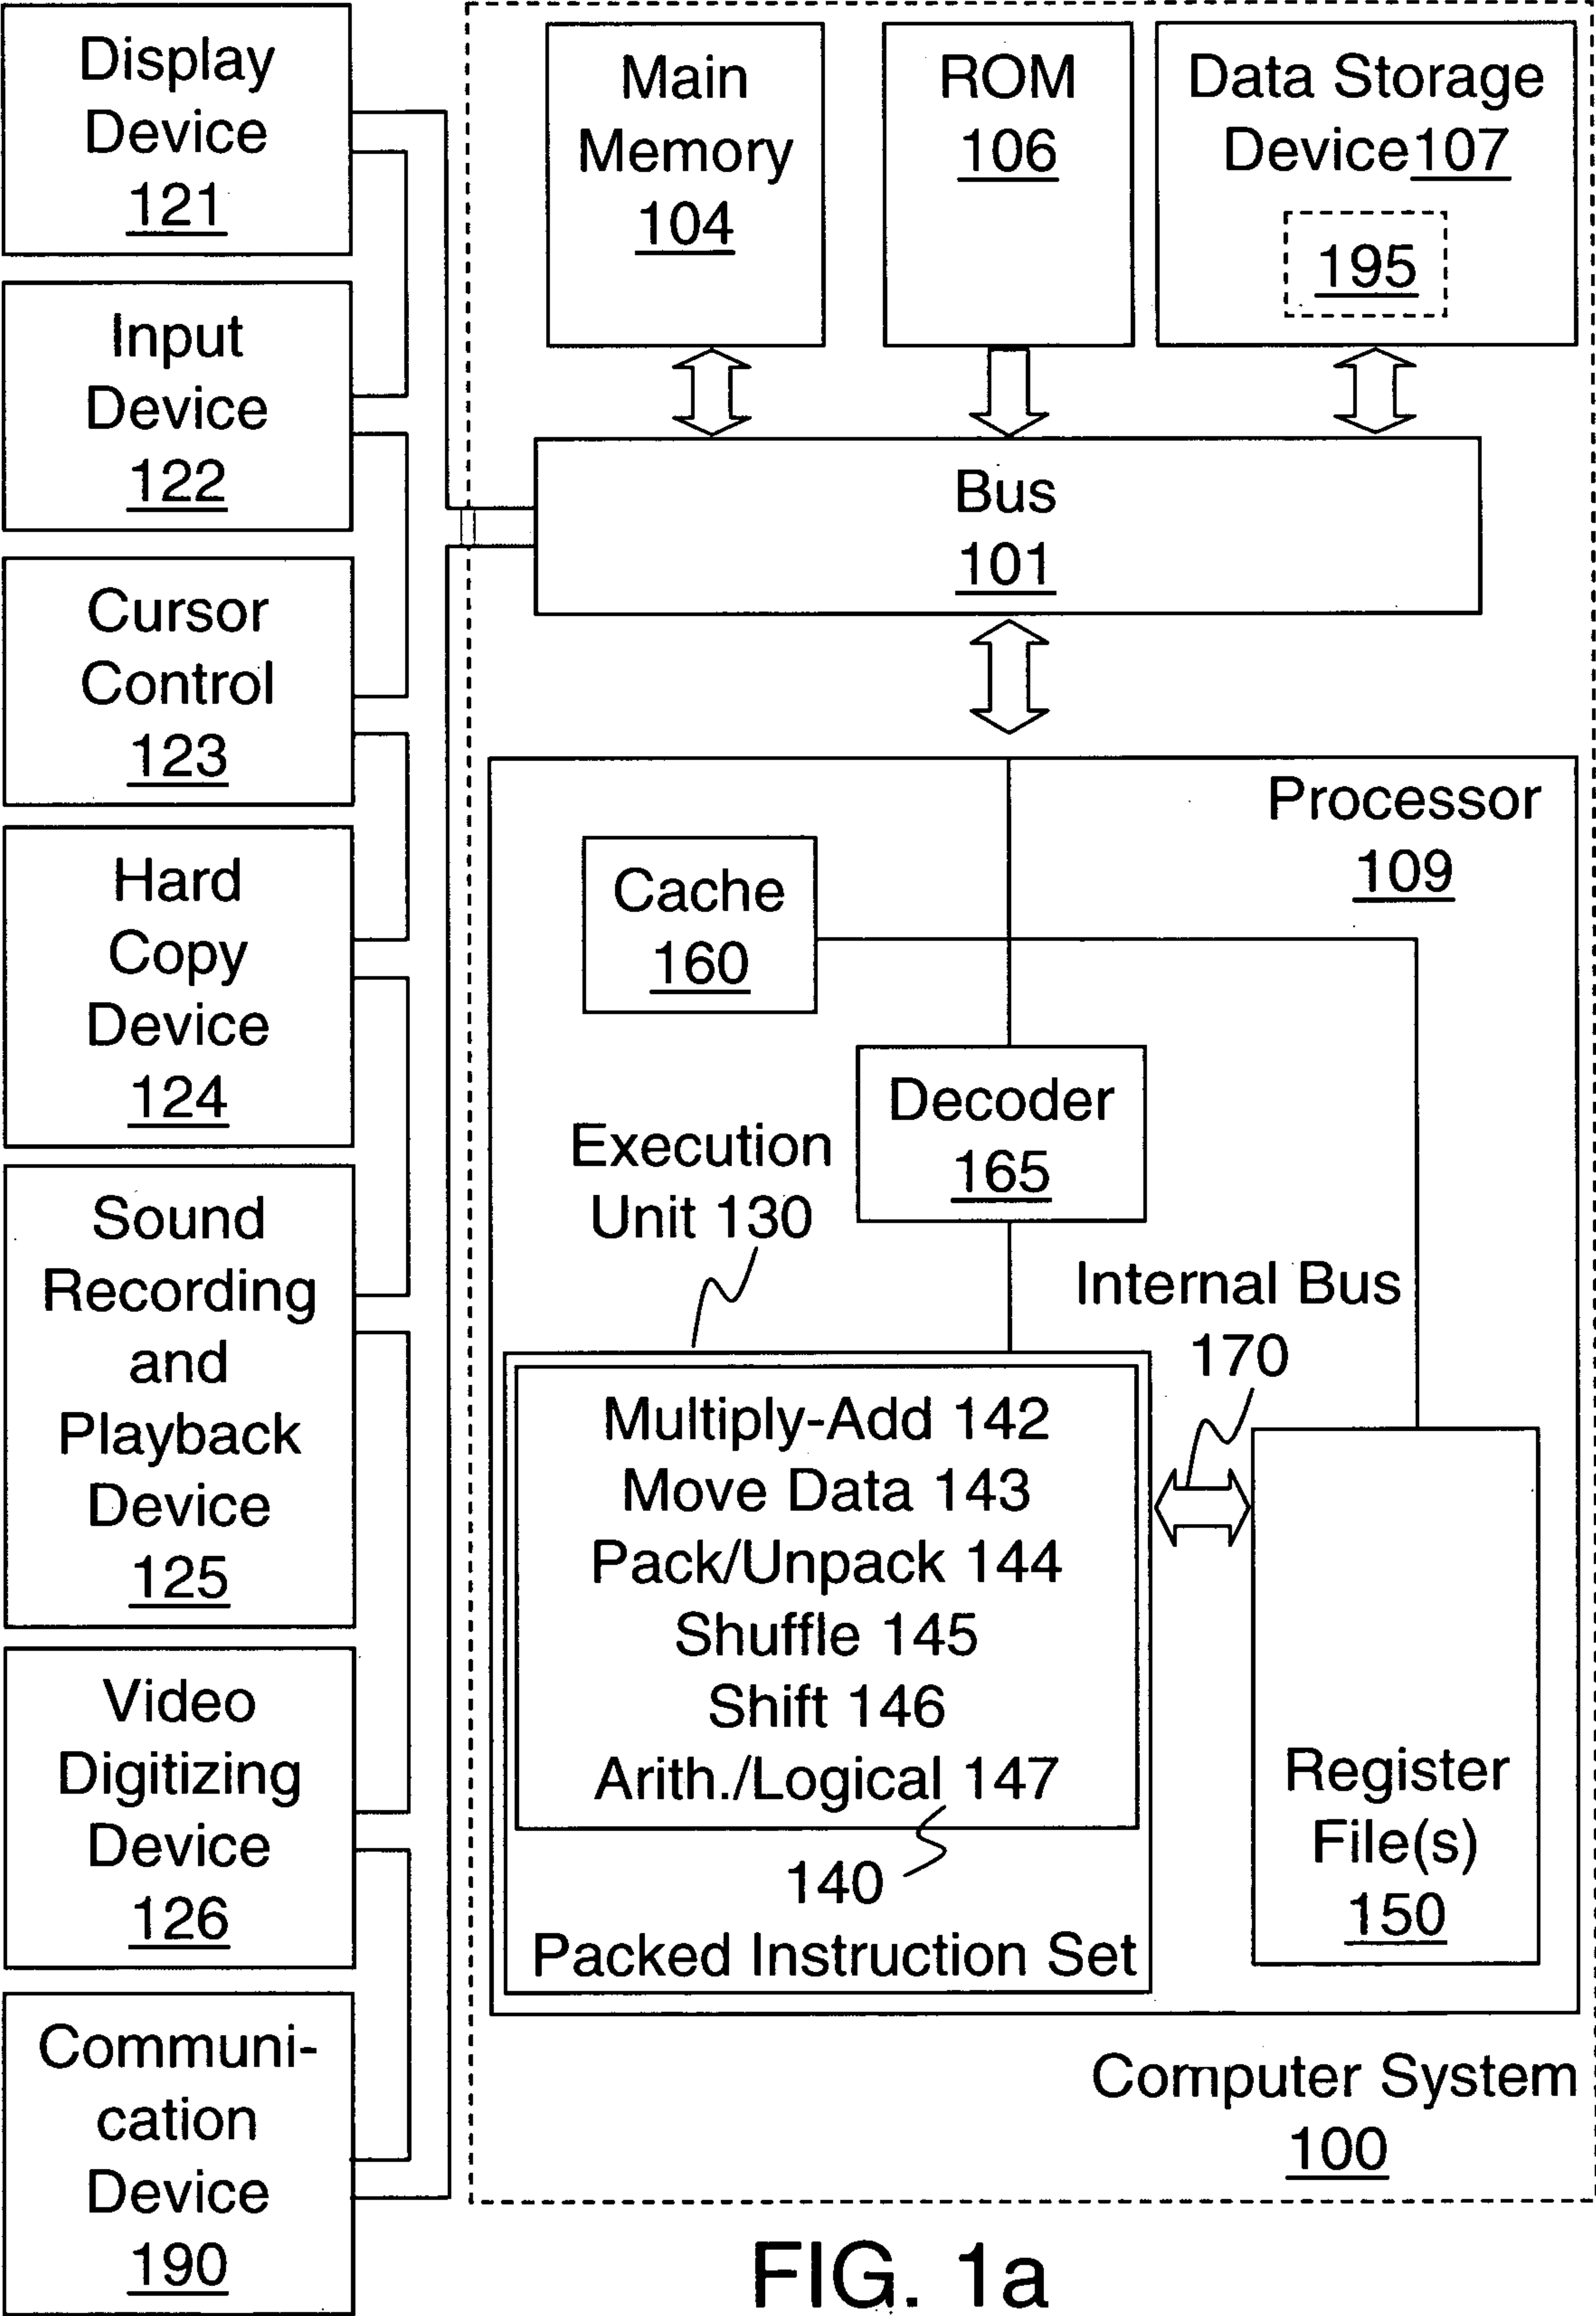 Display
Device
121
Input
Device
122
Cursor
Control
123
Hard
Copy
Device
124
Sound
Recording
and
Playback
Device
125
Video
Digitizing
Device
126
Communi-
cation
Device
190
Main
Memory
104
ROM
106
Data Storage
Device107
195
Bus
101
Processor
109
Cache
160
Decoder
165
Execution
Unit 130
Internal Bus
170
Multiply-Add 142
Move Data 143
Pack/Unpack 144
Shuffle 145
Shift 146
Arith./Logical 147
140
Packed Instruction Set
Register
File(s)
150
Computer System
100
FIG. 1a